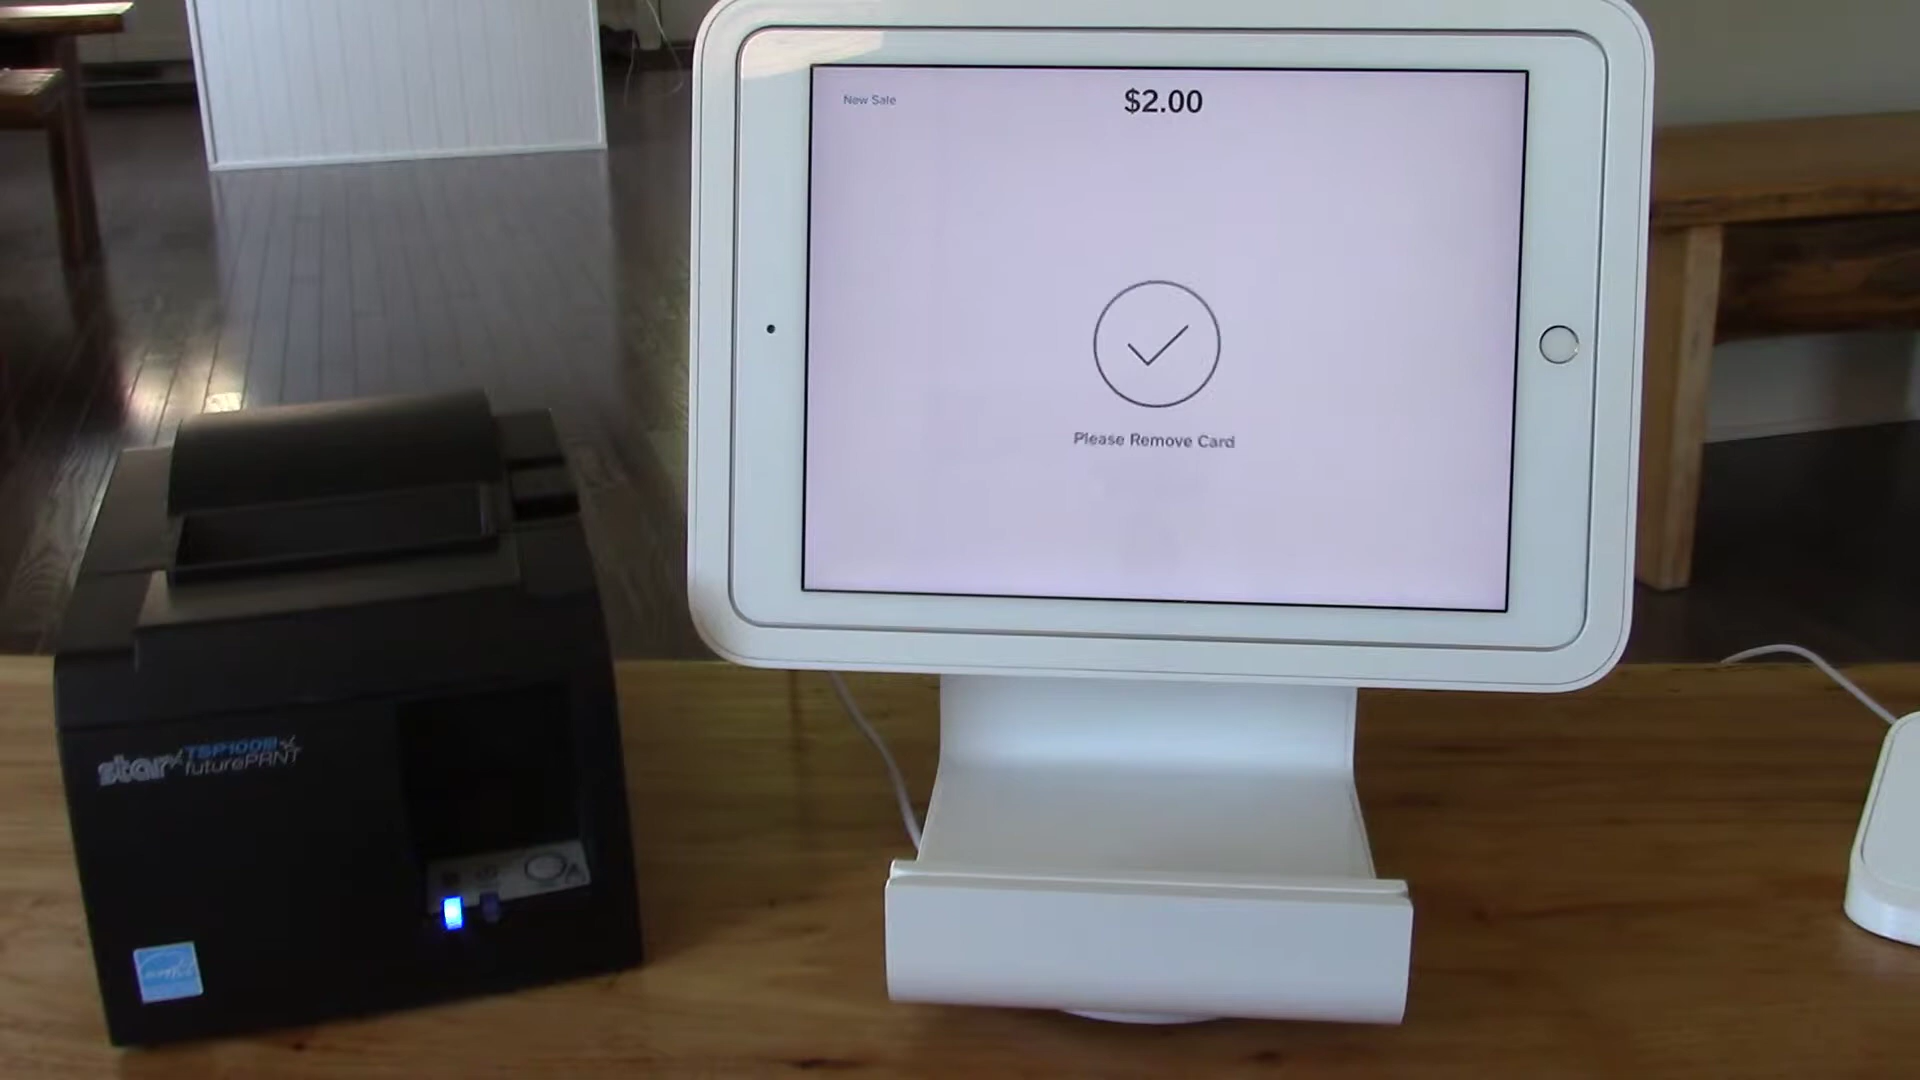 New Sale
$2.00
Please Remove Card
star
TSP100III
futurePRNT